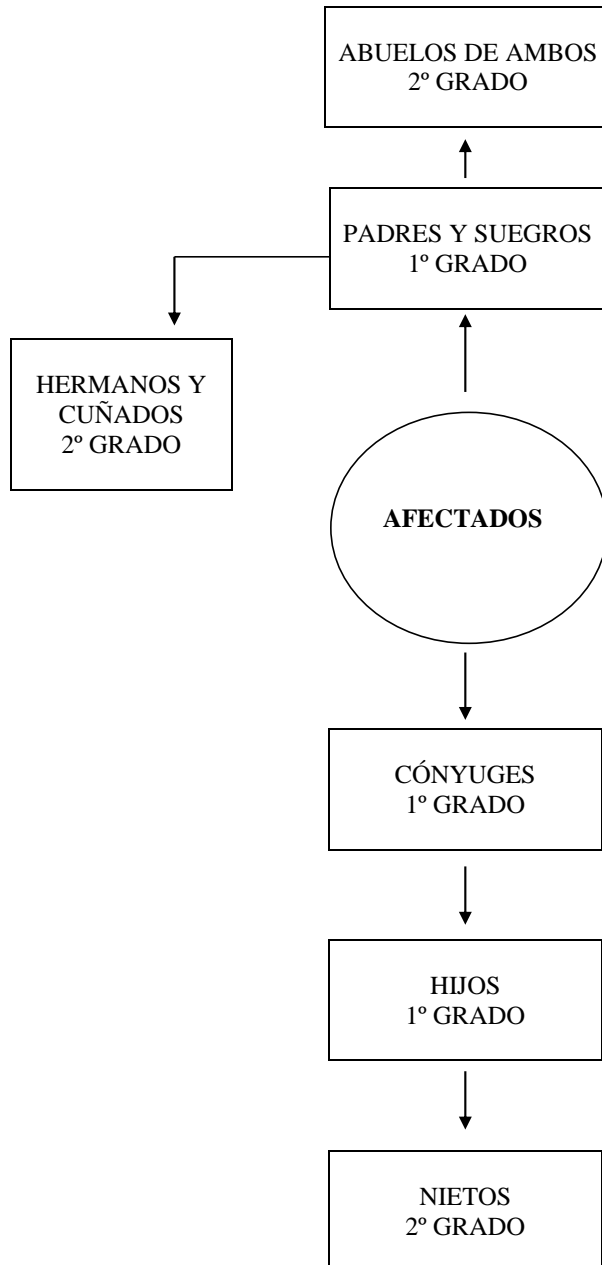 ABUELOS DE AMBOS
2º GRADO
PADRES Y SUEGROS
1º GRADO
HERMANOS Y
CUÑADOS
2º GRADO
AFECTADOS
CÓNYUGES
1º GRADO
HIJOS
1º GRADO
NIETOS
2º GRADO